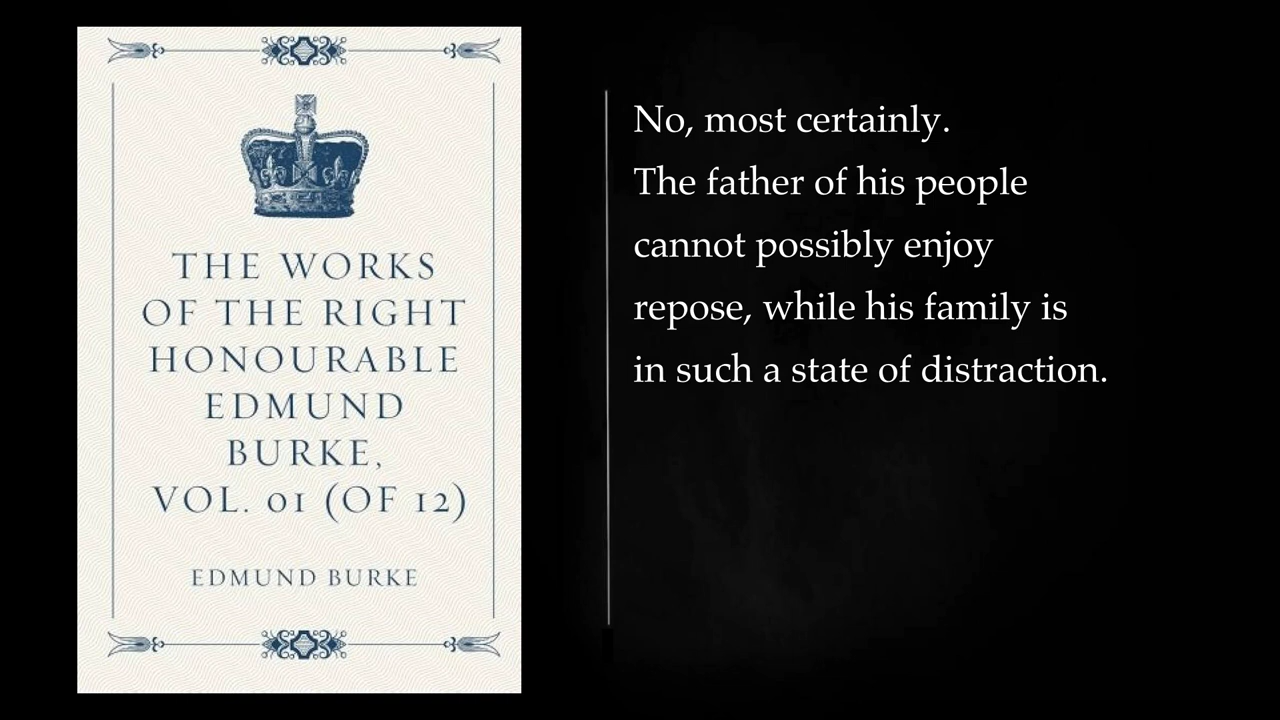 THE WORKS
OF THE RIGHT
HONOURABLE
EDMUND
BURKE,
VOL. 01 (OF 12)
EDMUND BURKE
No, most certainly.
The father of his people
cannot possibly enjoy
repose, while his family is
in such a state of distraction.